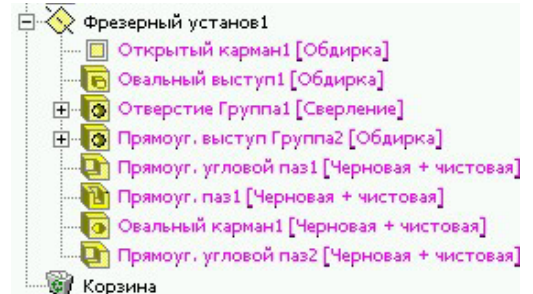 Фрезерный установ1
Открытый карман1 [Обдирка]
Овальный выступ1 [Обдирка]
Отверстие Группа1 [Сверление]
Прямоуг. выступ Группа2 [Обдирка]
Прямоуг. угловой паз1 [Черновая + чистовая]
Прямоуг. паз1 [Черновая + чистовая]
Овальный карман1 [Черновая + чистовая]
Прямоуг. угловой паз2 [Черновая + чистовая]
Корзина